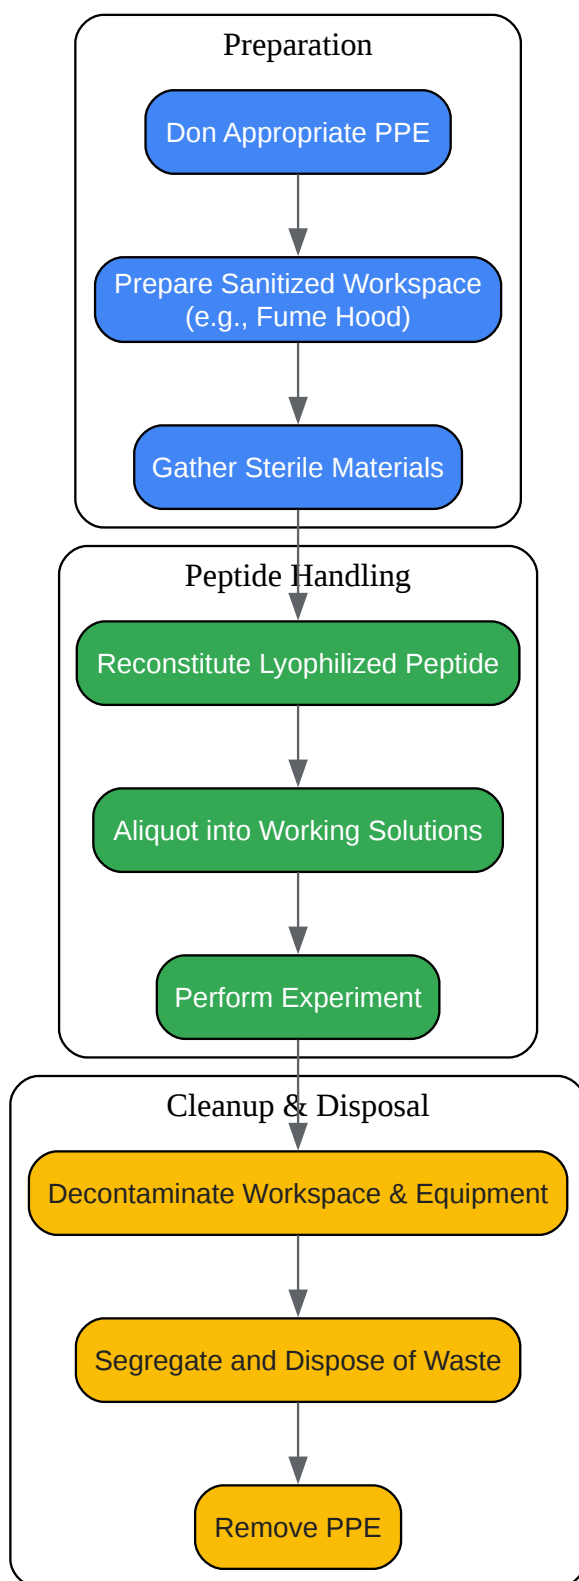 Preparation
Don Appropriate PPE
Prepare Sanitized Workspace
(e.g., Fume Hood)
Gather Sterile Materials
Peptide Handling
Reconstitute Lyophilized Peptide
Aliquot into Working Solutions
Perform Experiment
Cleanup & Disposal
Decontaminate Workspace & Equipment
Segregate and Dispose of Waste
Remove PPE